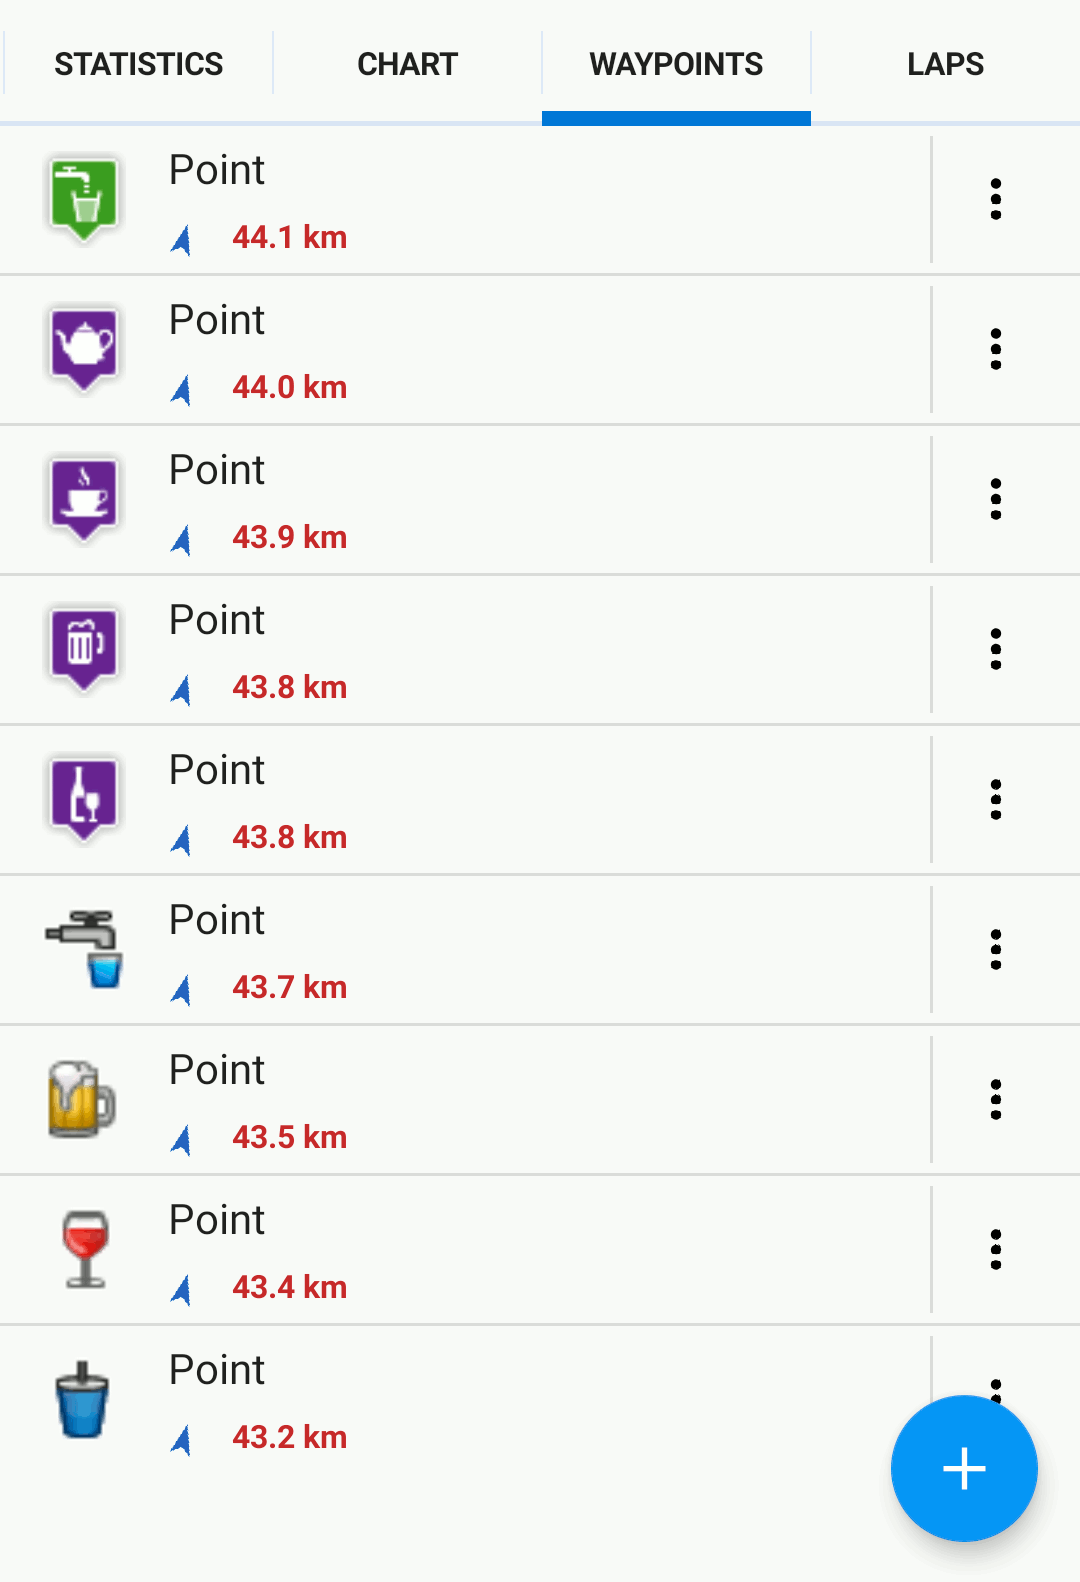 STATISTICS CHART WAYPOINTS LAPS
Point
44.1 km
Point
44.0 km
Point
43.9 km
Point
43.8 km
Point
43.8 km
Point
43.7 km
Point
43.5 km
Point
43.4 km
Point
43.2 km